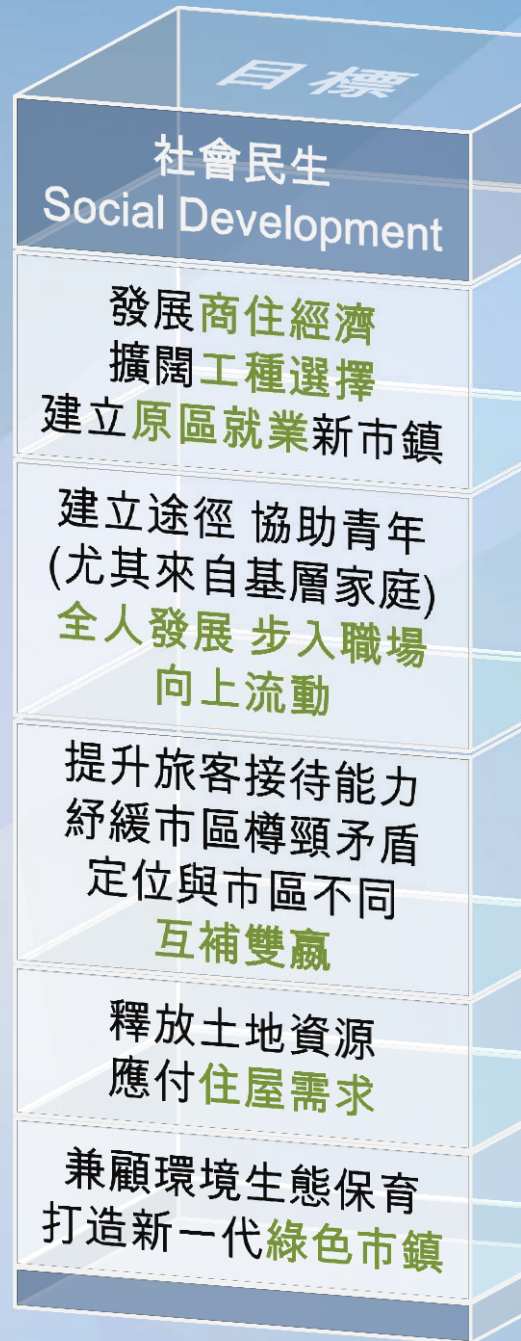 目標
社會民生
Social Development
發展商住經濟
擴闊工種選擇
建立原區就業新市鎮
建立途徑 協助青年
(尤其來自基層家庭)
全人發展 步入職場
向上流動
提升旅客接待能力
紓緩市區樽頸矛盾
定位與市區不同
互補雙贏
釋放土地資源
應付住屋需求
兼顧環境生態保育
打造新一代綠色市鎮